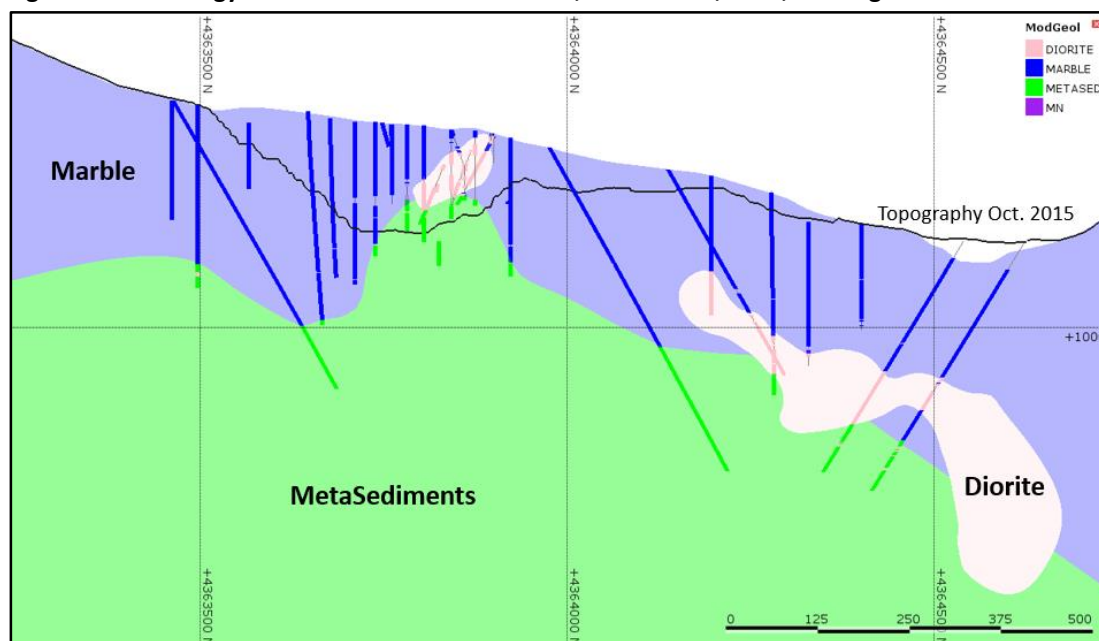 +4363500 N
+4364000 N
+4364500 N
ModGeol
DIORITE
MARBLE
METASED
MN
Marble
Topography Oct. 2015
+100
MetaSediments
Diorite
+4363500 N
+4364000 N
+4364500 N
0 125 250 375 500